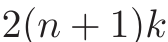 2(n + 1)k